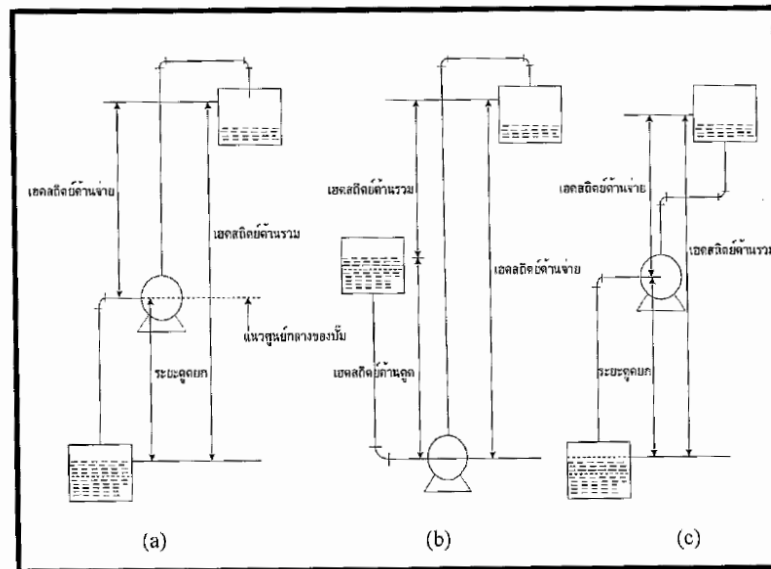 เฮดสถิตย์ด้านจ่าย
เฮดสถิตย์ด้านรวม
แนวศูนย์กลางของปั๊ม
ระยะดูดยก
(a)
เฮดสถิตย์ด้านรวม
เฮดสถิตย์ด้านจ่าย
เฮดสถิตย์ด้านดูด
(b)
เฮดสถิตย์ด้านจ่าย
เฮดสถิตย์ด้านรวม
ระยะดูดยก
(c)